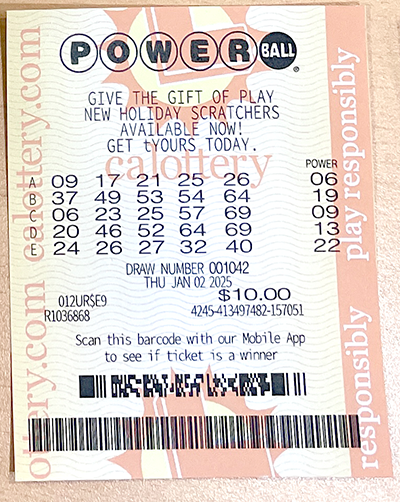 POWERBALL
GIVE THE GIFT OF PLAY
NEW HOLIDAY SCRATCHERS
AVAILABLE NOW!
GET tYOURS TODAY.
calottery
POWER
A 09 17 21 25 26 06
B 37 49 53 54 64 19
C 06 23 25 57 69 09
D 20 46 52 64 69 13
E 24 26 27 32 40 22
DRAW NUMBER 001042
THU JAN 02 2025
$10.00
012UR$E9
R1036868 4245-413497482-157051
Scan this barcode with our Mobile App
to see if ticket is a winner
ottery.com calottery.com
play responsibly
responsibly